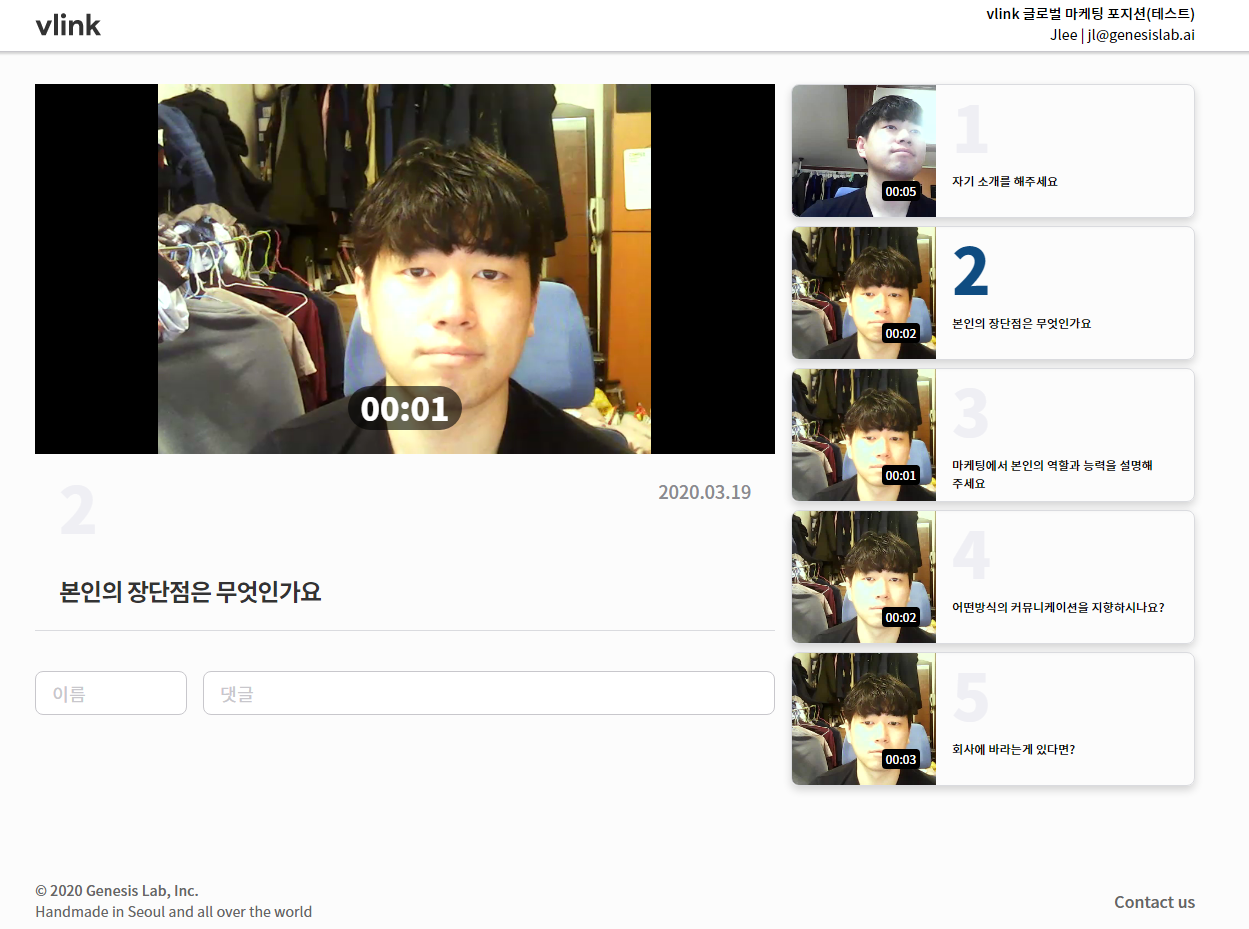 vlink
vlink 글로벌 마케팅 포지션(테스트)
Jlee | jl@genesislab.ai
00:01
2
2020.03.19
본인의 장단점은 무엇인가요
이름
댓글
1
자기 소개를 해주세요
00:05
2
본인의 장단점은 무엇인가요
00:02
3
마케팅에서 본인의 역할과 능력을 설명해
주세요
00:01
4
어떤방식의 커뮤니케이션을 지향하시나요?
00:02
5
회사에 바라는게 있다면?
00:03
© 2020 Genesis Lab, Inc.
Handmade in Seoul and all over the world
Contact us